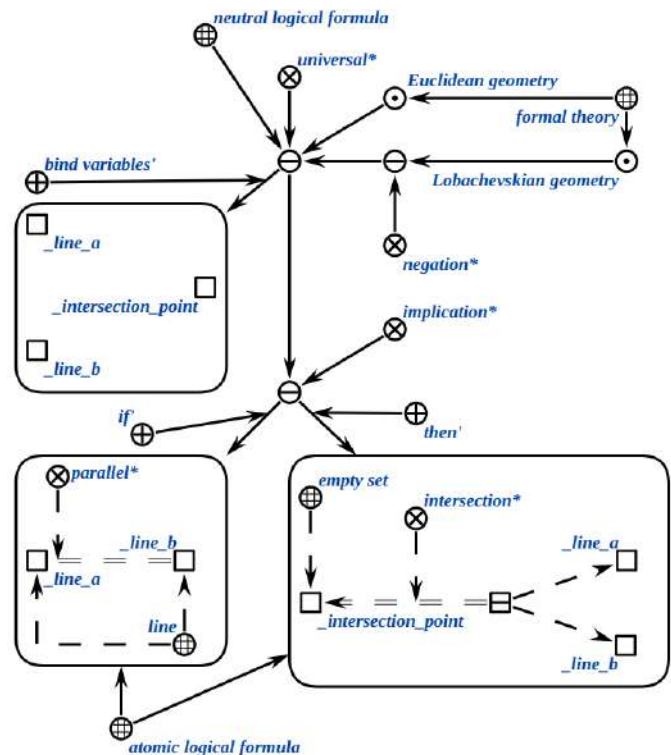 neutral logical formula
universal*
Euclidean geometry
formal theory
bind variables'
Lobachevskian geometry
_line_a
negation*
_intersection_point
implication*
_line_b
if'
then'
parallel*
empty set
intersection*
_line_b
_line_a
_line_a
line
_intersection_point
_line_b
atomic logical formula